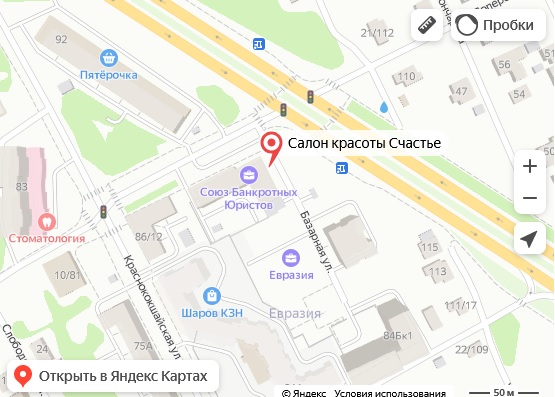 92
Пятёрочка
21/112
Пробки
56
54
47
110
Салон красоты Счастье
83
Стоматология
Союз-Банкротных
Юристов
86/12
Базарная ул.
115
113
10/81
Краснококшайская ул.
Евразия
Шаров КЗН
Евразия
111/17
84Бк1
22/109
24
75А
Открыть в Яндекс Картах
© Яндекс Условия использования
50 м